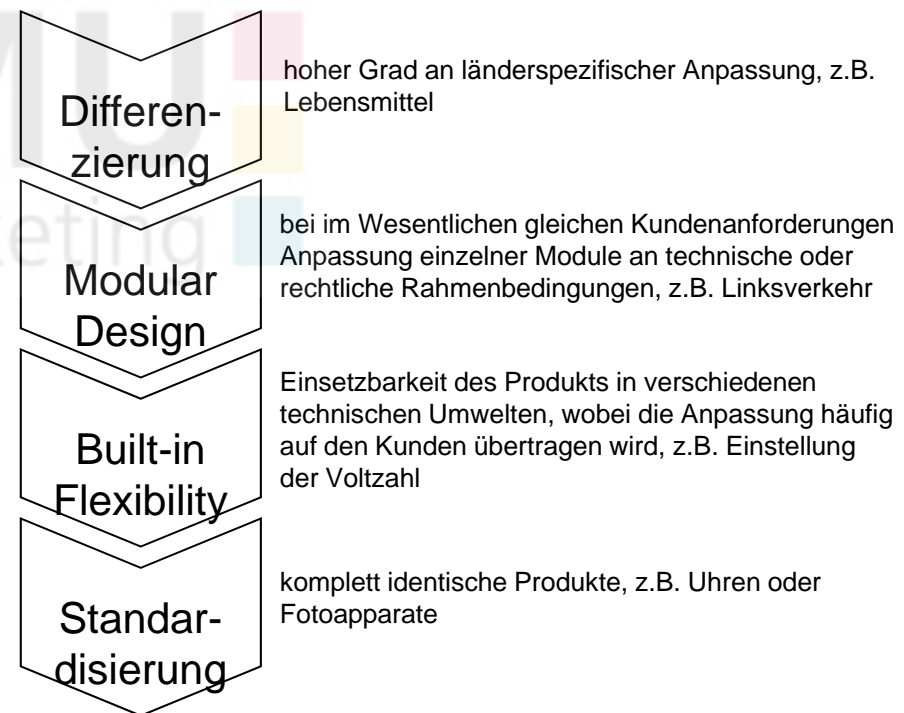 MU
keting
Differen-
zierung
hoher Grad an länderspezifischer Anpassung, z.B.
Lebensmittel
Modular
Design
bei im Wesentlichen gleichen Kundenanforderungen
Anpassung einzelner Module an technische oder
rechtliche Rahmenbedingungen, z.B. Linksverkehr
Built-in
Flexibility
Einsetzbarkeit des Produkts in verschiedenen
technischen Umwelten, wobei die Anpassung häufig
auf den Kunden übertragen wird, z.B. Einstellung
der Voltzahl
Standar-
disierung
komplett identische Produkte, z.B. Uhren oder
Fotoapparate